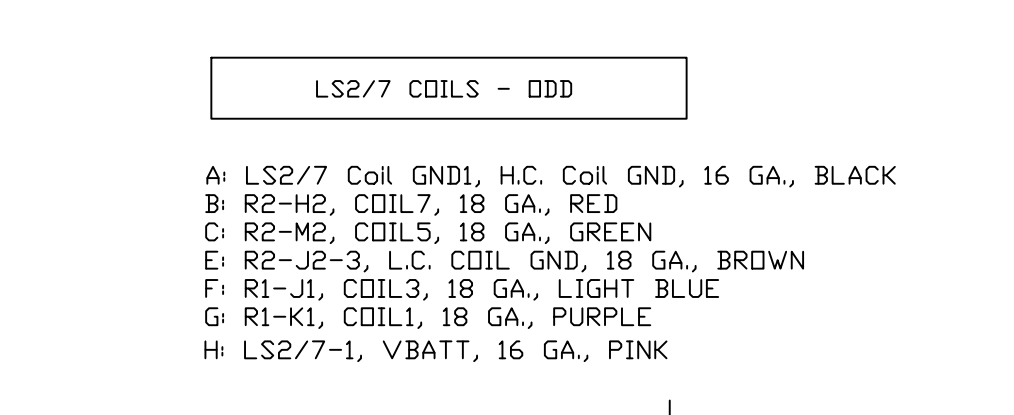 LS2/7 COILS - ODD
A: LS2/7 Coil GND1, H.C. Coil GND, 16 GA., BLACK
B: R2-H2, COIL7, 18 GA., RED
C: R2-M2, COIL5, 18 GA., GREEN
E: R2-J2-3, L.C. COIL GND, 18 GA., BROWN
F: R1-J1, COIL3, 18 GA., LIGHT BLUE
G: R1-K1, COIL1, 18 GA., PURPLE
H: LS2/7-1, VBATT, 16 GA., PINK